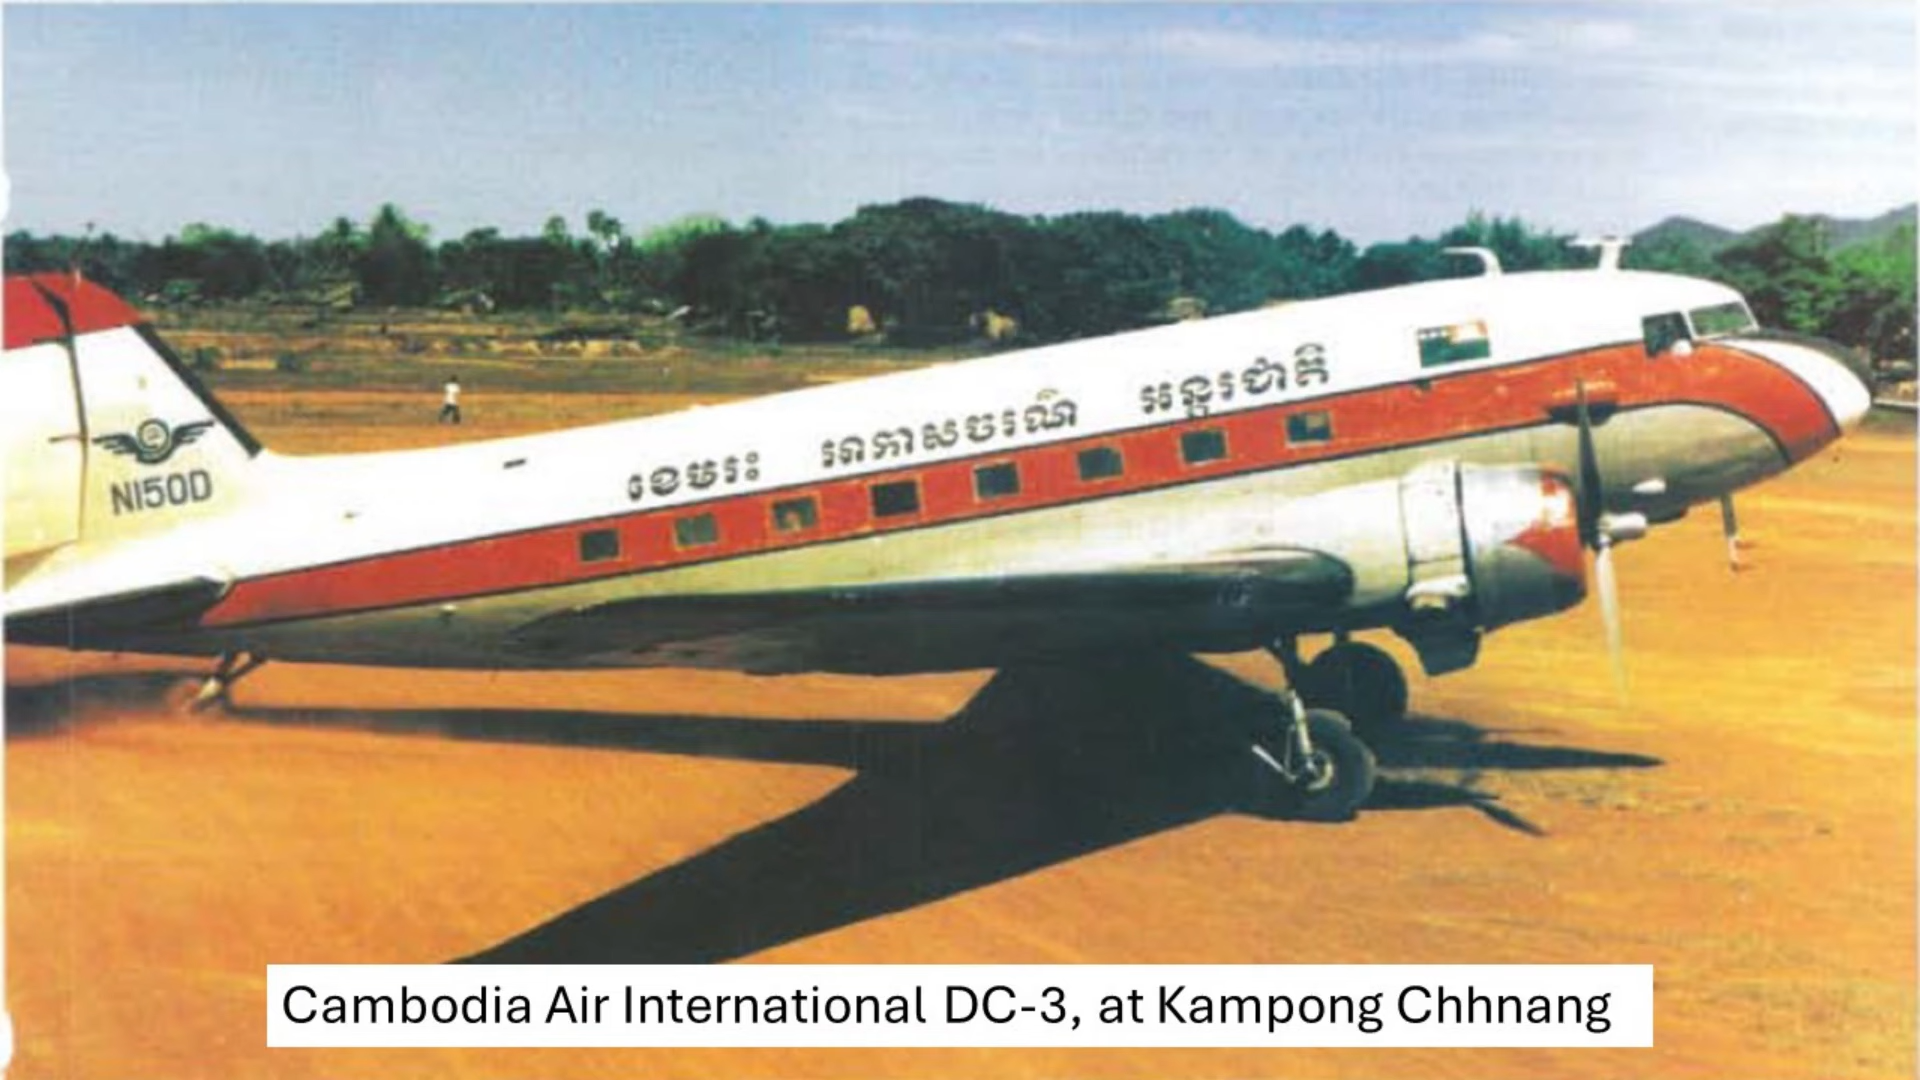 ខេមរះ អាកាសចរណ៍ អន្តរជាតិ
N150D
Cambodia Air International DC-3, at Kampong Chhnang